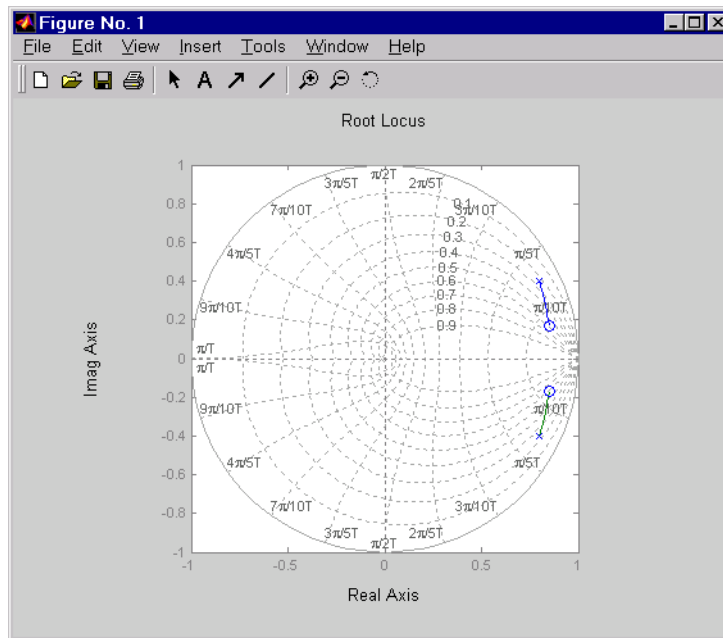 Figure No. 1
File Edit View Insert Tools Window Help
A
Root Locus
1
0.8
0.6
0.4
0.2
0
-0.2
-0.4
-0.6
-0.8
-1
Imag Axis
π/2T
3π/5T 2π/5T
7π/10T 3π/10T
4π/5T π/5T
9π/10T π/10T
π/T
π/T
9π/10T π/10T
4π/5T π/5T
7π/10T 3π/10T
3π/5T 2π/5T
π/2T
0.1
0.2
0.3
0.4
0.5
0.6
0.7
0.8
0.9
-1 -0.5 0 0.5 1
Real Axis